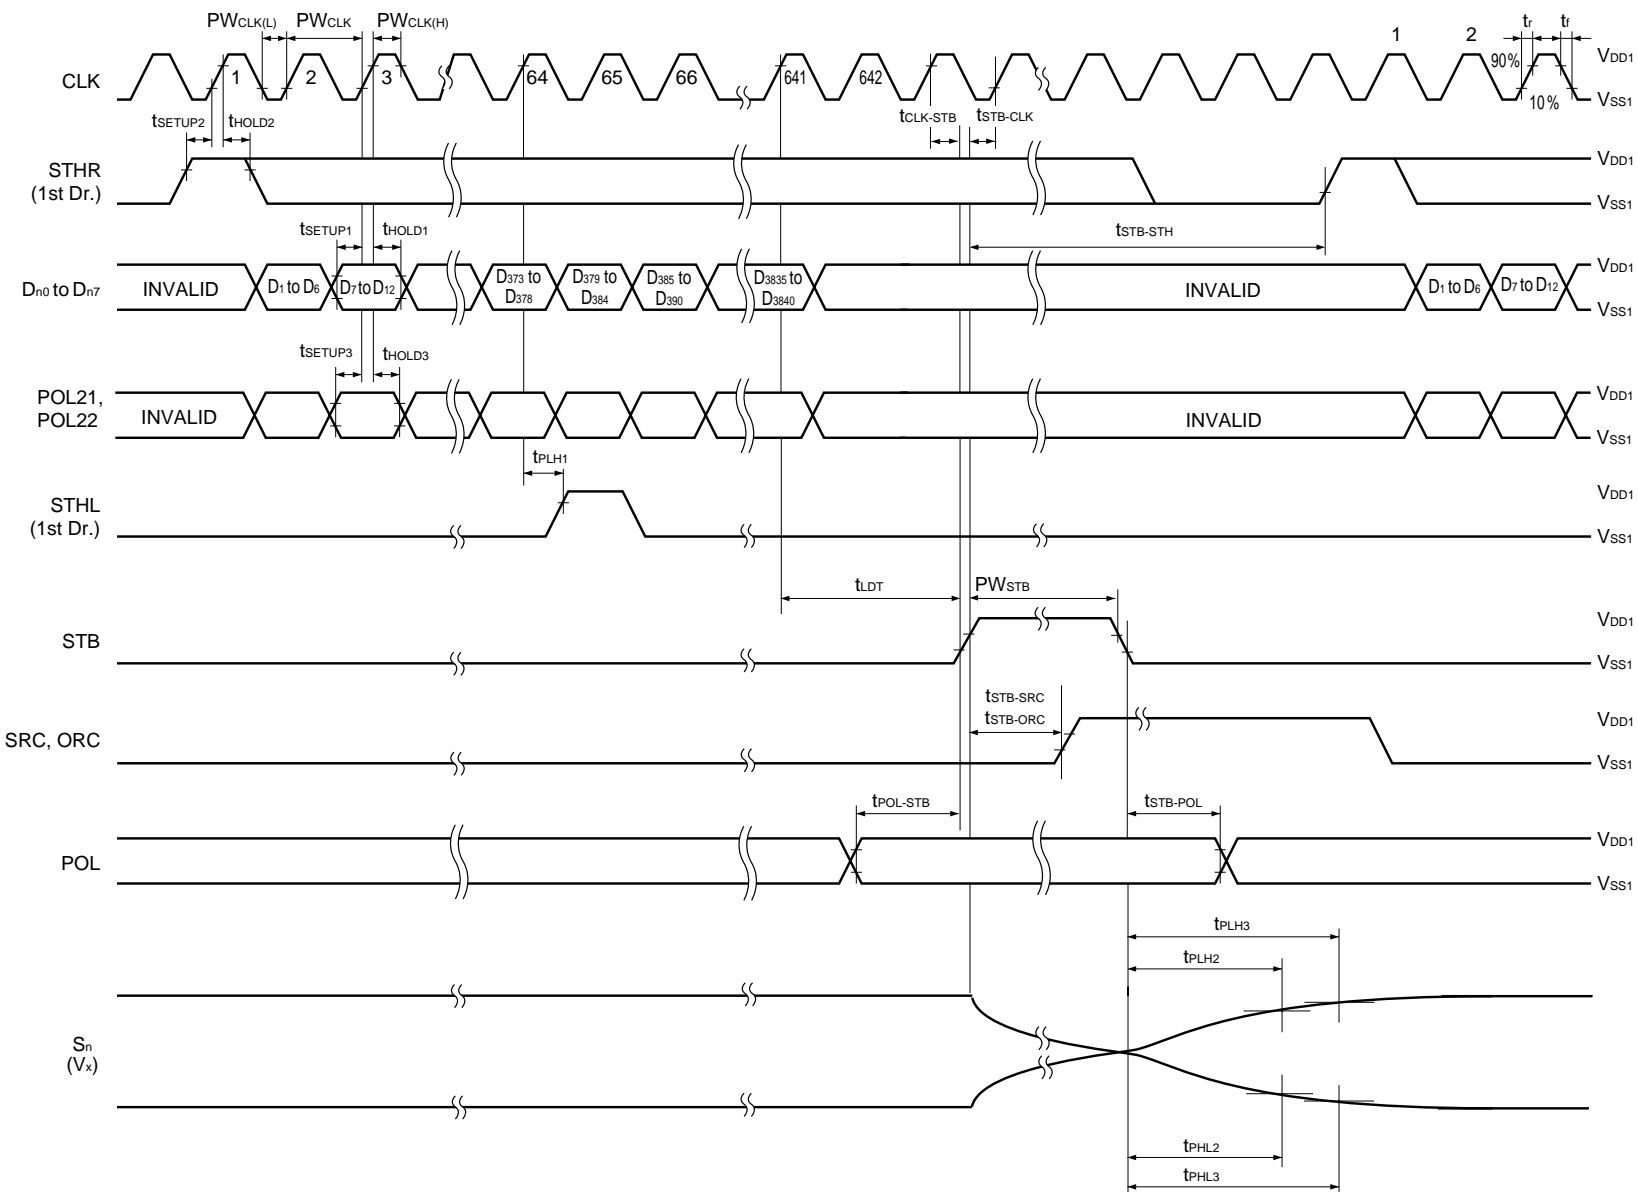 PWCLK(L) PWCLK PWCLK(H) tr tf
1 2
CLK 1 2 3 64 65 66 641 642 90% VDD1
10% VSS1
tSETUP2 tHOLD2 tCLK-STB tSTB-CLK
STHR VDD1
(1st Dr.) VSS1
tSETUP1 tHOLD1 tSTB-STH
Dn0 to Dn7 INVALID D1 to D6 D7 to D12 D373 to D378 D379 to D384 D385 to D390 D3835 to D3840 INVALID D1 to D6 D7 to D12 VDD1
VSS1
tSETUP3 tHOLD3
POL21, VDD1
POL22 INVALID INVALID VSS1
tPLH1
STHL VDD1
(1st Dr.) VSS1
tLDT PWSTB
STB VDD1
VSS1
tSTB-SRC
tSTB-ORC VDD1
SRC, ORC VSS1
tPOL-STB tSTB-POL
POL VDD1
VSS1
tPLH3
tPLH2
Sn
(Vx)
tPHL2
tPHL3